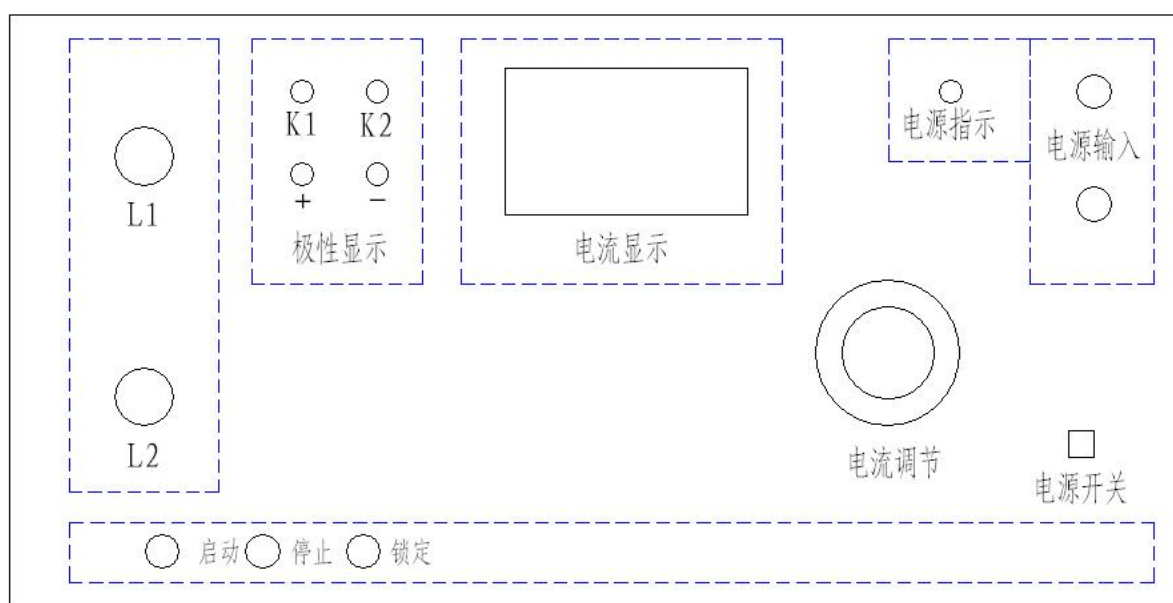 L1
L2
K1 K2
+ -
极性显示
电流显示
电源指示
电源输入
电流调节
电源开关
启动 停止 锁定